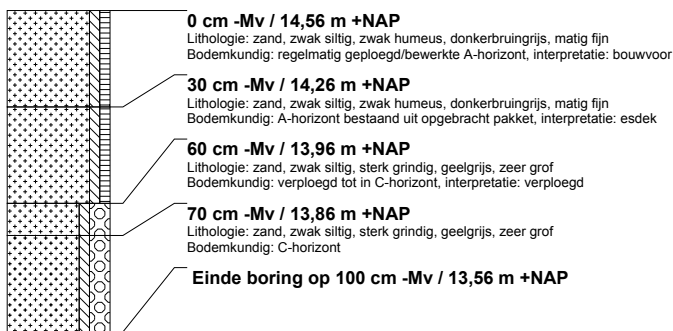 0 cm -Mv / 14,56 m +NAP
Lithologie: zand, zwak siltig, zwak humeus, donkerbruingrijs, matig fijn
Bodemkundig: regelmatig geploegd/bewerkte A-horizont, interpretatie: bouwvoor
30 cm -Mv / 14,26 m +NAP
Lithologie: zand, zwak siltig, zwak humeus, donkerbruingrijs, matig fijn
Bodemkundig: A-horizont bestaand uit opgebracht pakket, interpretatie: esdek
60 cm -Mv / 13,96 m +NAP
Lithologie: zand, zwak siltig, sterk grindig, geelgrijs, zeer grof
Bodemkundig: verploegd tot in C-horizont, interpretatie: verploegd
70 cm -Mv / 13,86 m +NAP
Lithologie: zand, zwak siltig, sterk grindig, geelgrijs, zeer grof
Bodemkundig: C-horizont
Einde boring op 100 cm -Mv / 13,56 m +NAP